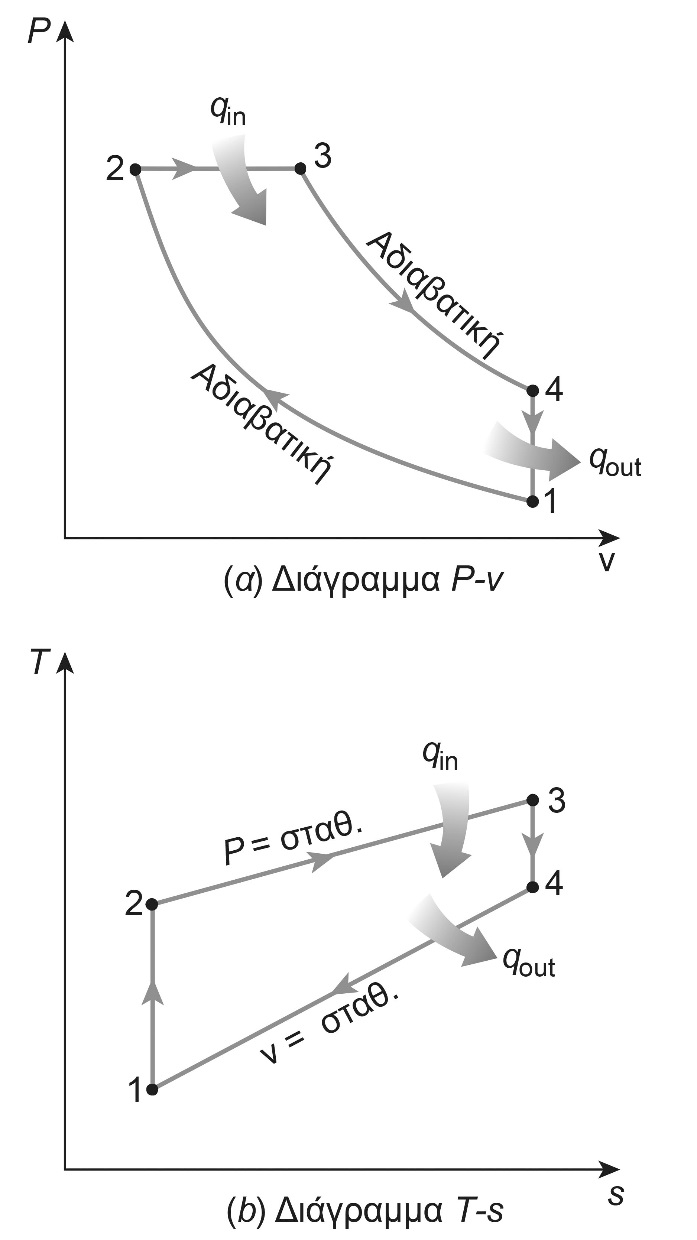 P
q_in
2
3
Αδιαβατική
4
Αδιαβατική
q_out
1
v
(α) Διάγραμμα P-v
T
q_in
3
P = σταθ.
4
2
q_out
v = σταθ.
1
s
(b) Διάγραμμα T-s